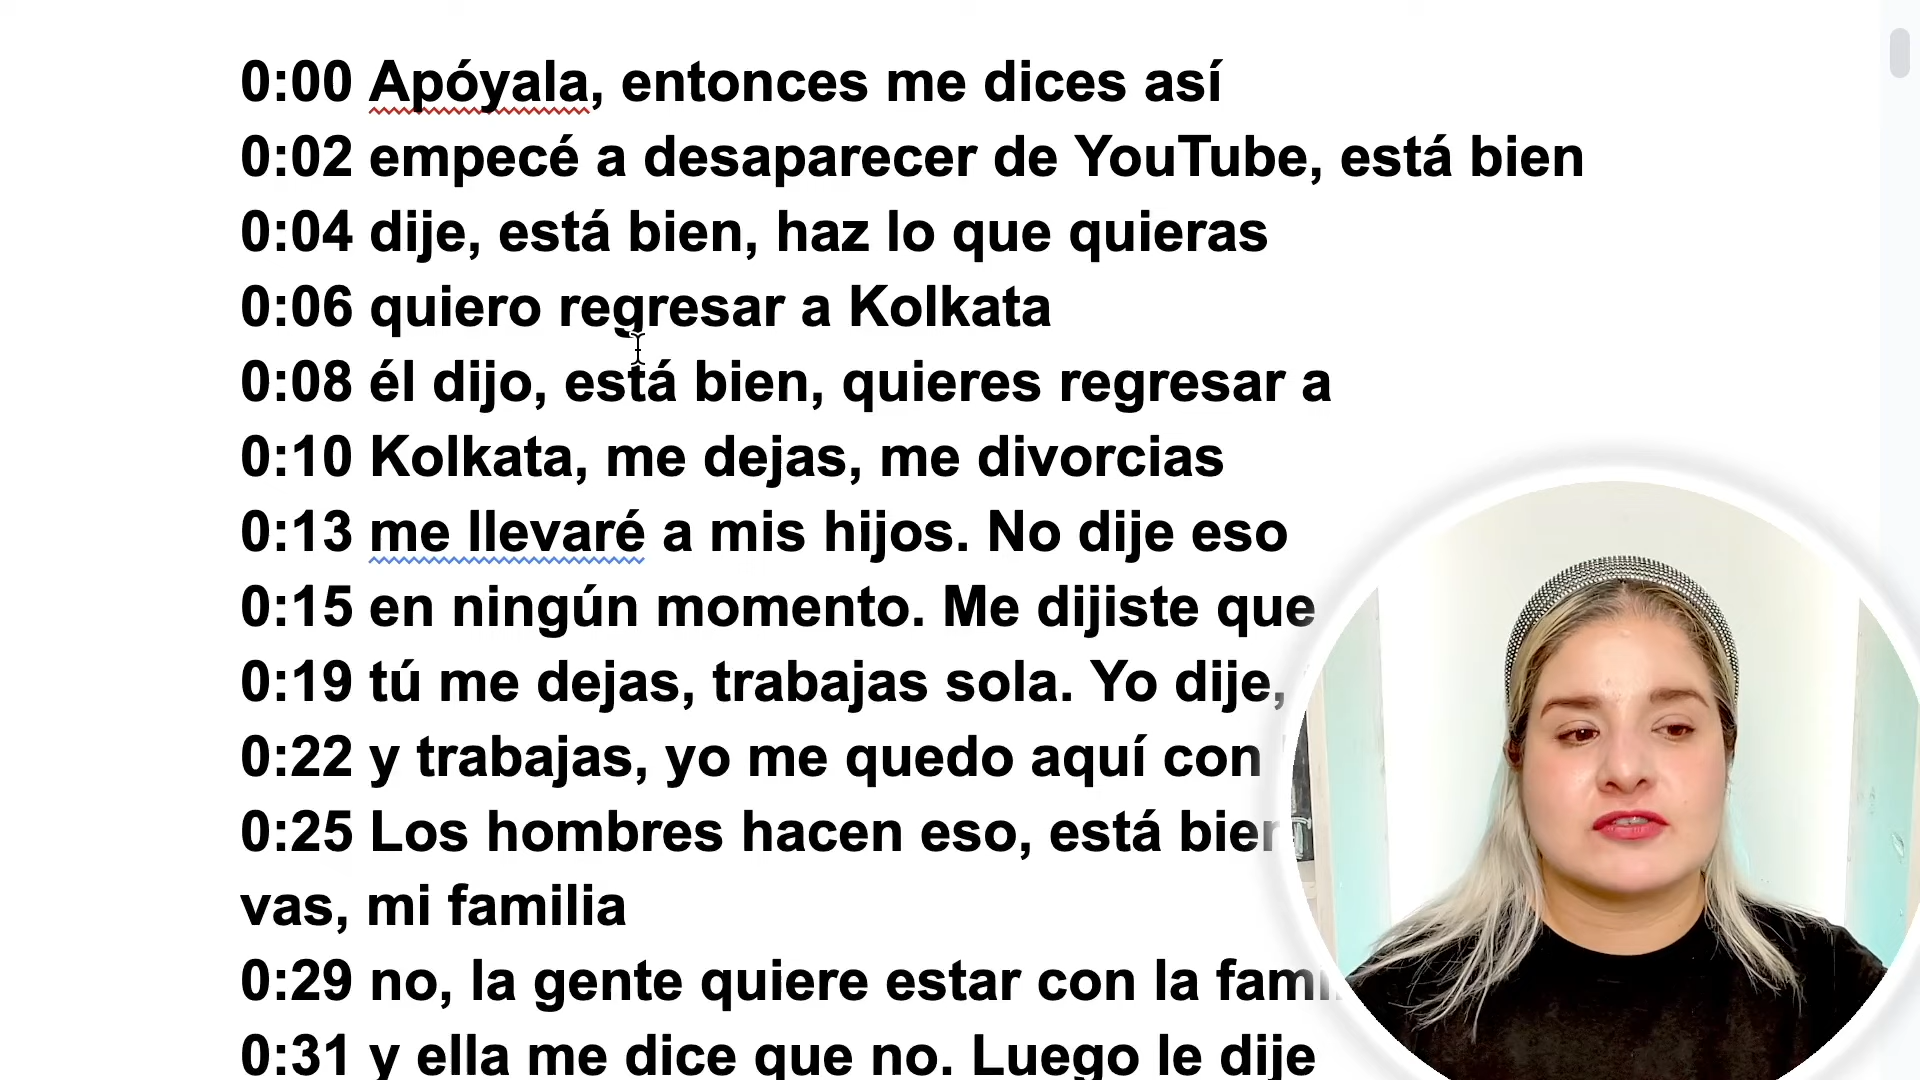 0:00 Apóyala, entonces me dices así
0:02 empecé a desaparecer de YouTube, está bien
0:04 dije, está bien, haz lo que quieras
0:06 quiero regresar a Kolkata
0:08 él dijo, está bien, quieres regresar a
0:10 Kolkata, me dejas, me divorcias
0:13 me llevaré a mis hijos. No dije eso
0:15 en ningún momento. Me dijiste que
0:19 tú me dejas, trabajas sola. Yo dije,
0:22 y trabajas, yo me quedo aquí con
0:25 Los hombres hacen eso, está bien
vas, mi familia
0:29 no, la gente quiere estar con la
0:31 y ella me dice que no. Luego le dije